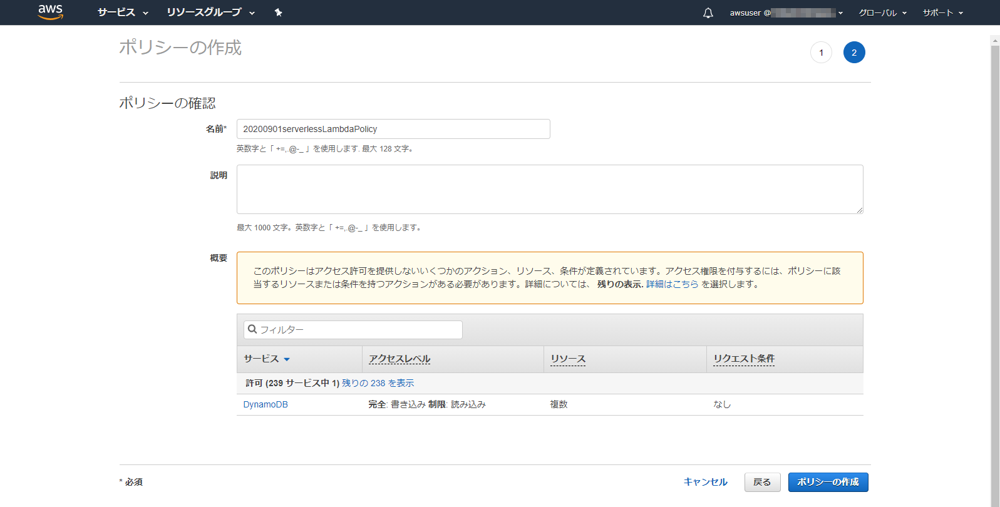 aws サービス リソースグループ awsuser @ グローバル サポート
ポリシーの作成
1 2
ポリシーの確認
名前* 20200901serverlessLambdaPolicy
英数字と「 +=,.@-_ 」を使用します. 最大 128 文字。
説明
最大 1000 文字。英数字と「 +=,.@-_ 」を使用します。
概要
このポリシーはアクセス許可を提供しないいくつかのアクション、リソース、条件が定義されています。アクセス権限を付与するには、ポリシーに該
当するリソースまたは条件を持つアクションがある必要があります。詳細については、 残りの表示. 詳細はこちら を選択します。
フィルター
サービス アクセスレベル リソース リクエスト条件
許可 (239 サービス中 1) 残りの 238 を表示
DynamoDB 完全: 書き込み 制限: 読み込み 複数 なし
* 必須 キャンセル 戻る ポリシーの作成